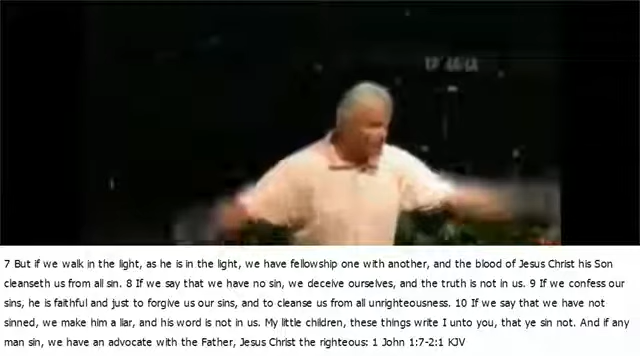 7 But if we walk in the light, as he is in the light, we have fellowship one with another, and the blood of Jesus Christ his Son
cleanseth us from all sin. 8 If we say that we have no sin, we deceive ourselves, and the truth is not in us. 9 If we confess our
sins, he is faithful and just to forgive us our sins, and to cleanse us from all unrighteousness. 10 If we say that we have not
sinned, we make him a liar, and his word is not in us. My little children, these things write I unto you, that ye sin not. And if any
man sin, we have an advocate with the Father, Jesus Christ the righteous: 1 John 1:7-2:1 KJV